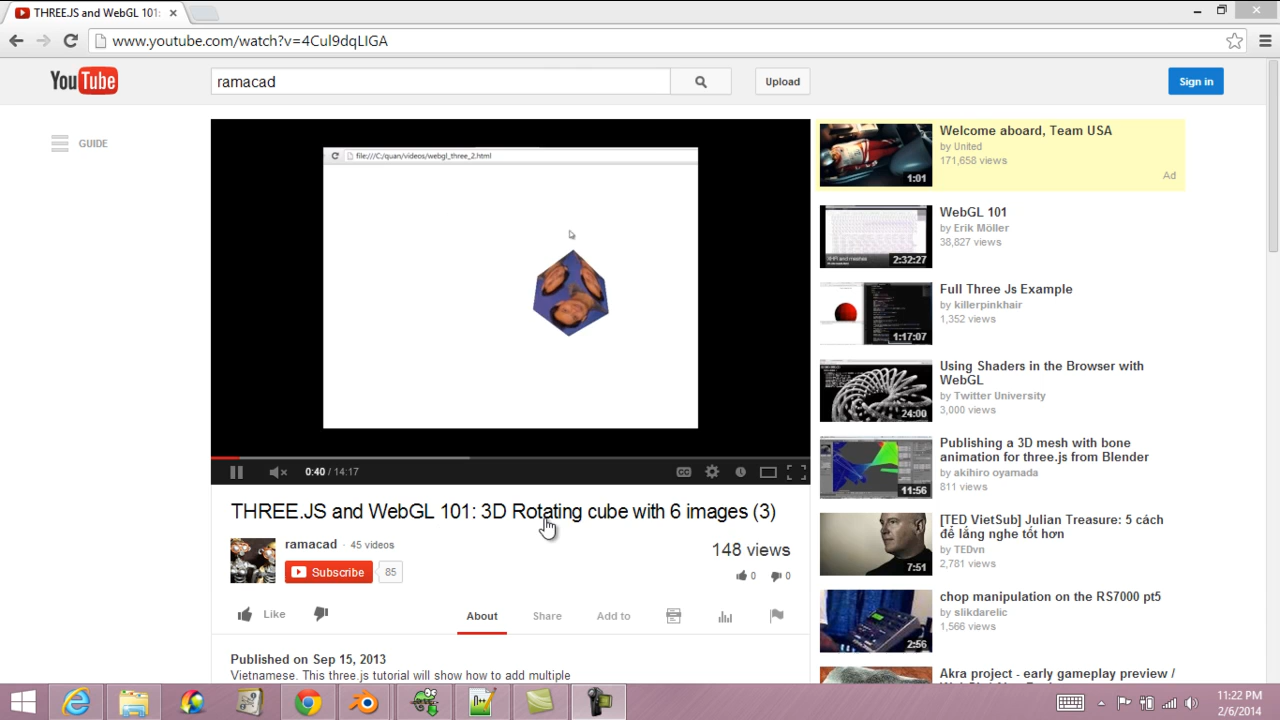 THREE.JS and WebGL 101:
www.youtube.com/watch?v=4Cul9dqLIGA
YouTube
ramacad
Upload
Sign in
GUIDE
file:///C:/quan/videos/webgl_three_2.html
0:40 / 14:17
CC
THREE.JS and WebGL 101: 3D Rotating cube with 6 images (3)
ramacad · 45 videos
Subscribe
85
148 views
0
0
Like
About
Share
Add to
Published on Sep 15, 2013
Vietnamese. This three.js tutorial will show how to add multiple
1:01
Welcome aboard, Team USA
by United
171,658 views
Ad
2:32:27
WebGL 101
by Erik Möller
38,827 views
1:17:07
Full Three Js Example
by killerpinkhair
1,352 views
24:00
Using Shaders in the Browser with
WebGL
by Twitter University
3,000 views
11:56
Publishing a 3D mesh with bone
animation for three.js from Blender
by akihiro oyamada
811 views
7:51
[TED VietSub] Julian Treasure: 5 cách
để lắng nghe tốt hơn
by TEDvn
2,781 views
2:56
chop manipulation on the RS7000 pt5
by slikdarelic
1,566 views
Akra project - early gameplay preview /
11:22 PM
2/6/2014